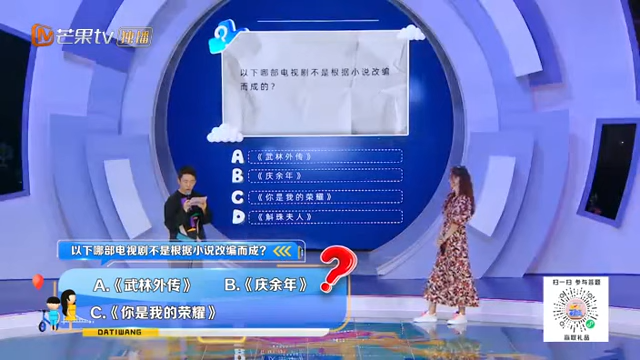 芒果tv 独播
以下哪部电视剧不是根据小说改编
而成的？
A 《武林外传》
B 《庆余年》
C 《你是我的荣耀》
D 《斛珠夫人》
以下哪部电视剧不是根据小说改编而成？
A.《武林外传》 B.《庆余年》
C.《你是我的荣耀》
DATIWANG
扫一扫 参与答题